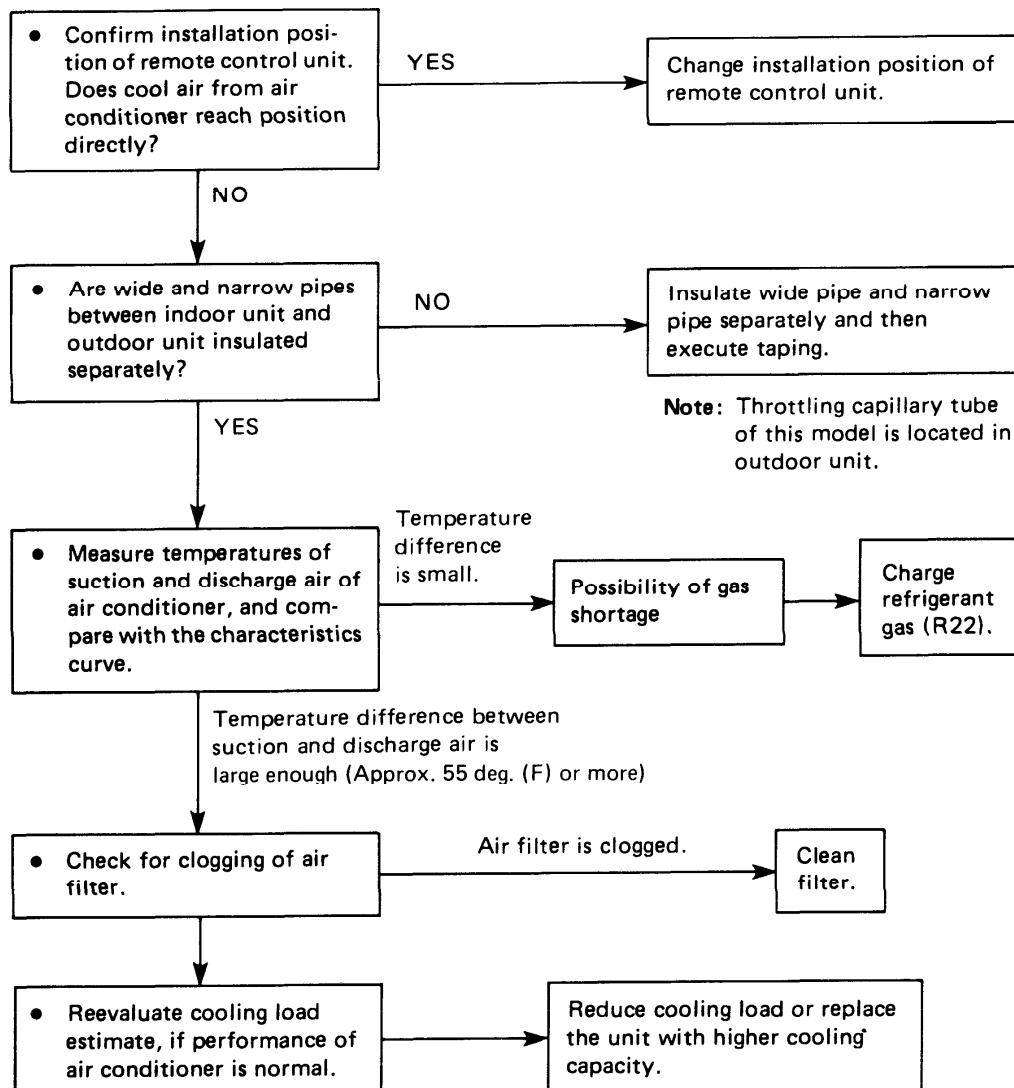 ● Confirm installation posi-
tion of remote control unit.
Does cool air from air
conditioner reach position
directly?
YES
Change installation position of
remote control unit.
NO
● Are wide and narrow pipes
between indoor unit and
outdoor unit insulated
separately?
NO
Insulate wide pipe and narrow
pipe separately and then
execute taping.
Note: Throttling capillary tube
of this model is located in
outdoor unit.
YES
● Measure temperatures of
suction and discharge air of
air conditioner, and com-
pare with the characteristics
curve.
Temperature
difference
is small.
Possibility of gas
shortage
Charge
refrigerant
gas (R22).
Temperature difference between
suction and discharge air is
large enough (Approx. 55 deg. (F) or more)
● Check for clogging of air
filter.
Air filter is clogged.
Clean
filter.
● Reevaluate cooling load
estimate, if performance of
air conditioner is normal.
Reduce cooling load or replace
the unit with higher cooling
capacity.